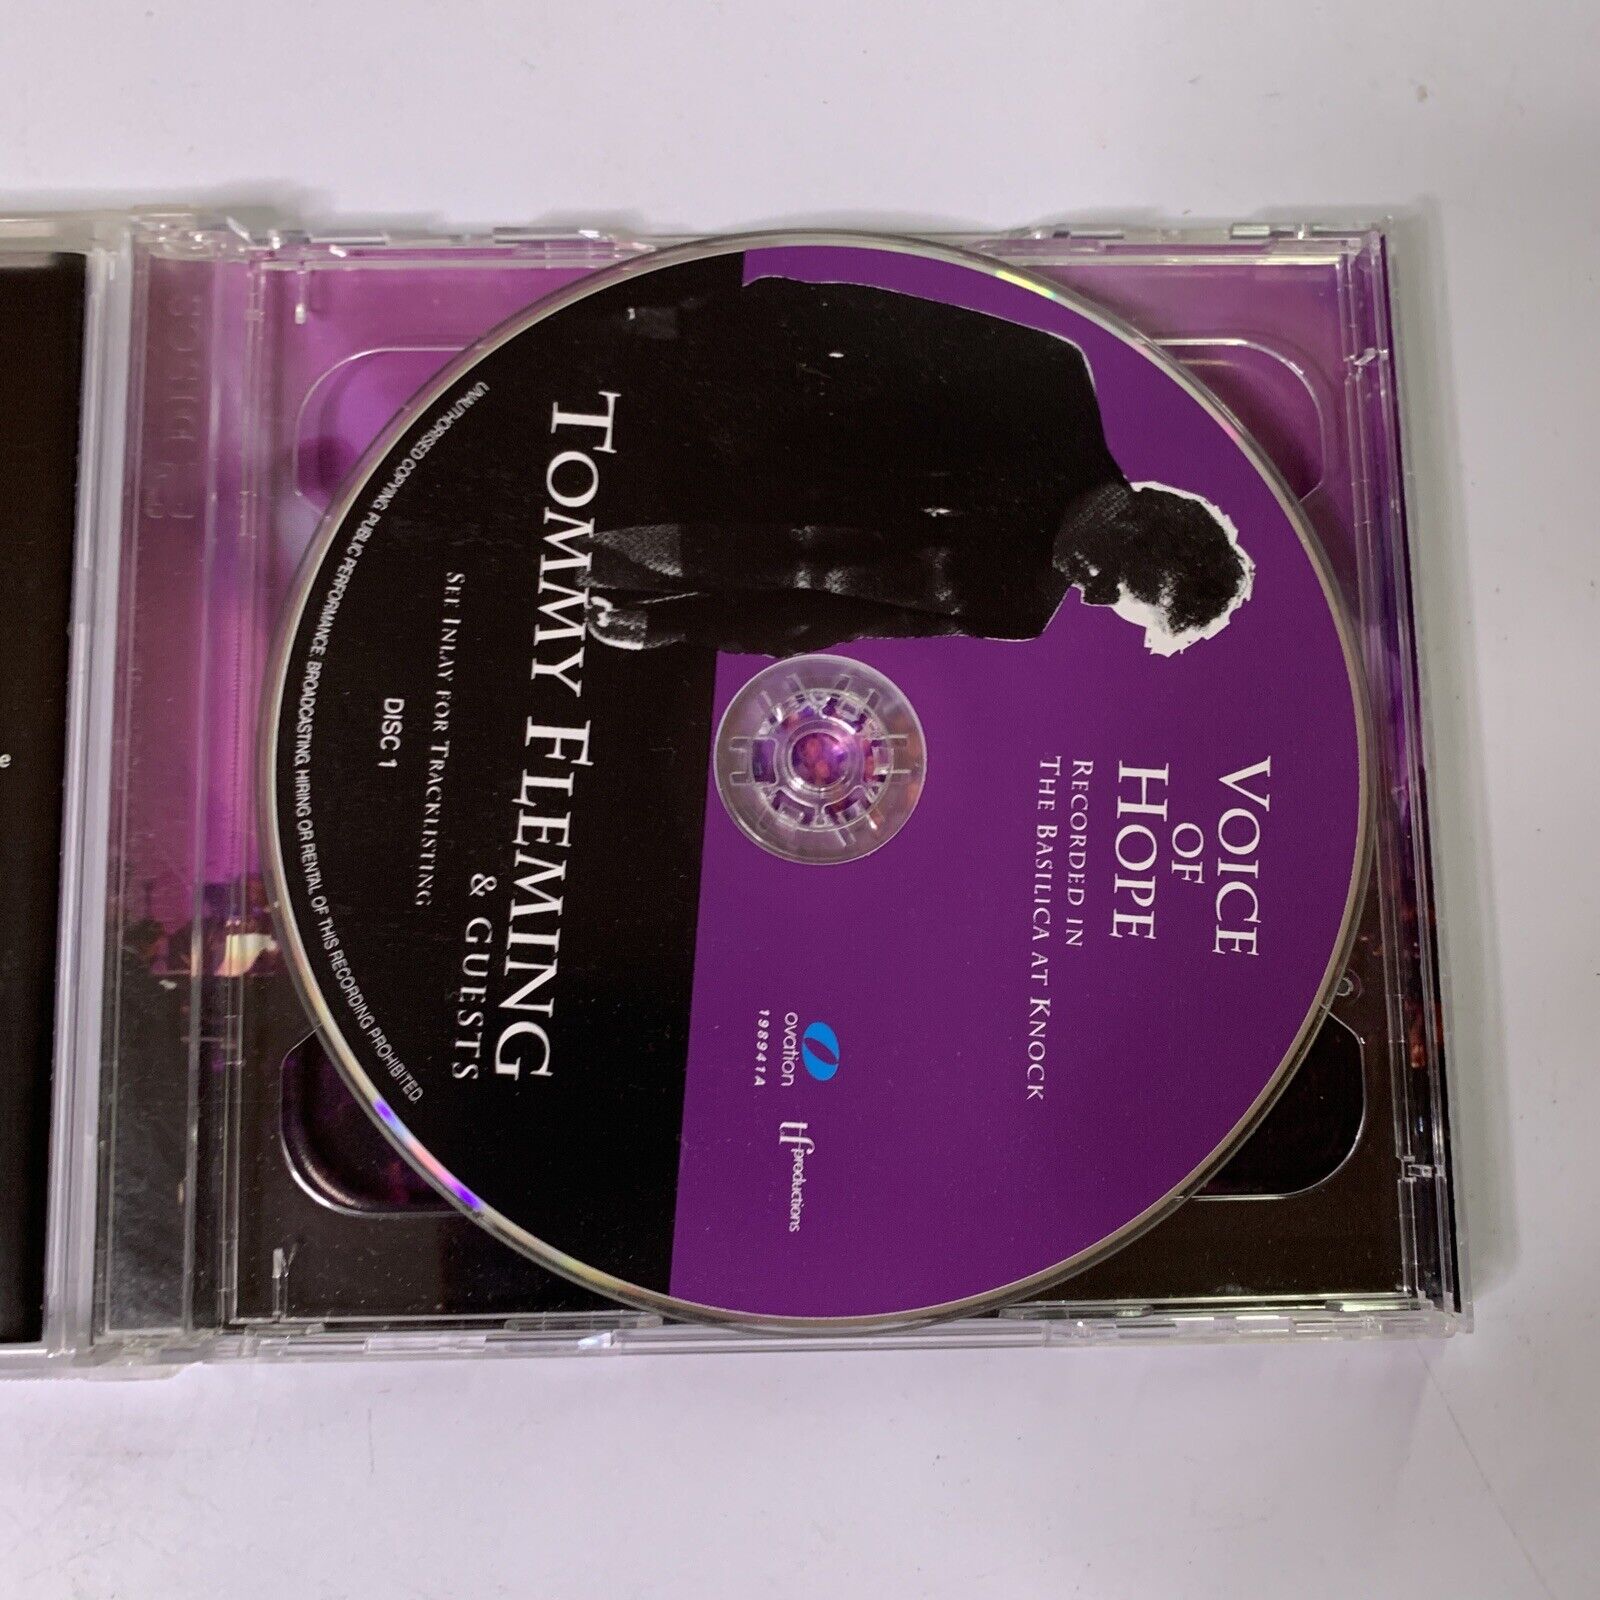 VOICE
OF
HOPE
RECORDED IN
THE BASILICA AT KNOCK
ovation
198941A
tf productions
TOMMY FLEMING
& GUESTS
SEE INLAY FOR TRACKLISTING
DISC 1
UNAUTHORISED COPYING, PUBLIC PERFORMANCE, BROADCASTING, HIRING OR RENTAL OF THIS RECORDING PROHIBITED.